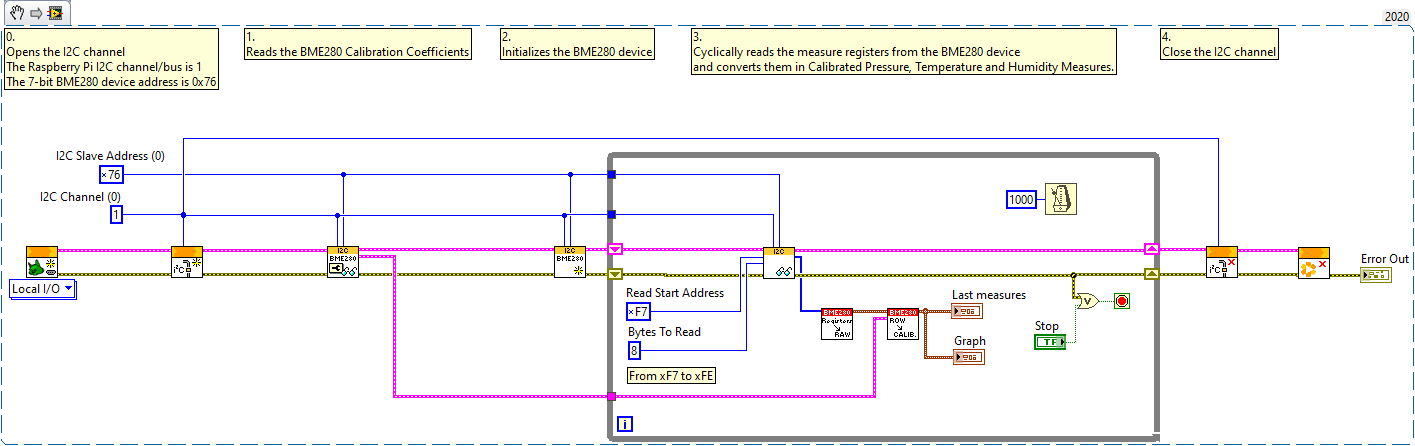 2020
0.
Opens the I2C channel
The Raspberry Pi I2C channel/bus is 1
The 7-bit BME280 device address is 0x76
1.
Reads the BME280 Calibration Coefficients
2.
Initializes the BME280 device
3.
Cyclically reads the measure registers from the BME280 device
and converts them in Calibrated Pressure, Temperature and Humidity Measures.
4.
Close the I2C channel
I2C Slave Address (0)
x76
I2C Channel (0)
1
1000
Local I/O
I²C
I2C
BME280
I2C
BME280
I2C
I²C
Error Out
Read Start Address
xF7
Bytes To Read
8
From xF7 to xFE
BME280
Registers
RAW
BME280
ROW
CALIB.
Last measures
Graph
Stop
TF
V
i